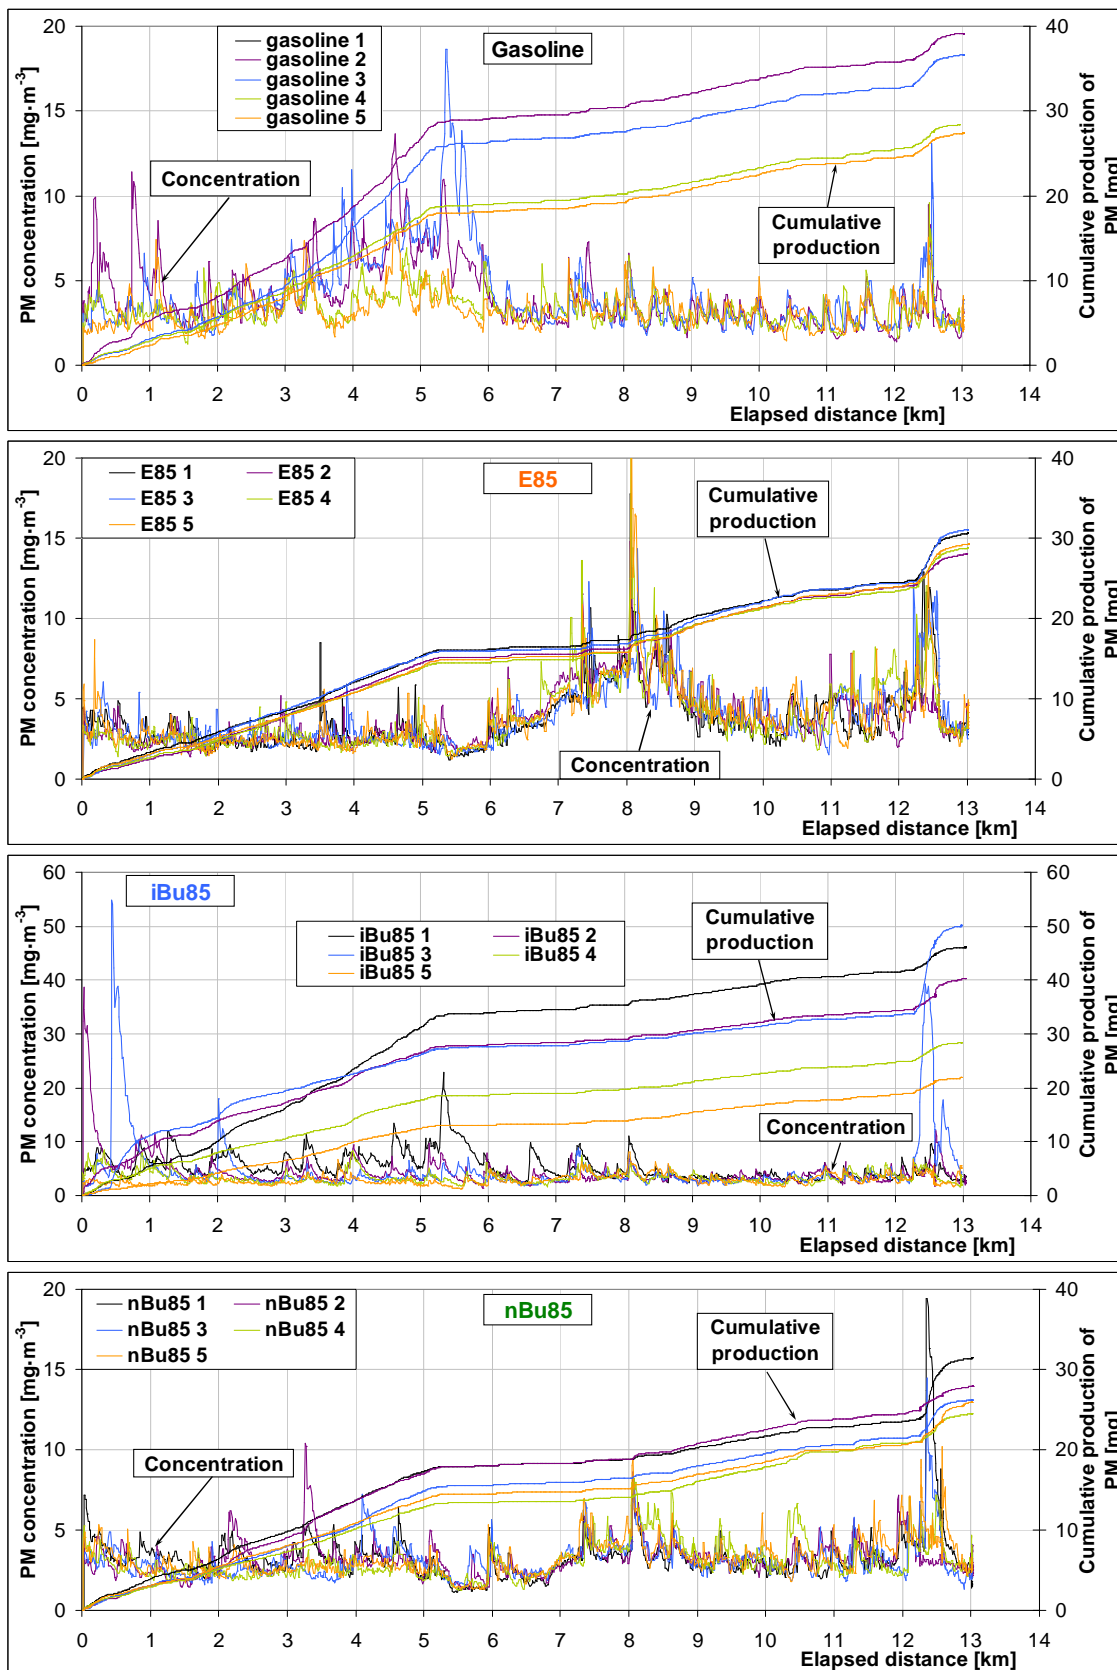 Gasoline
gasoline 1
gasoline 2
gasoline 3
gasoline 4
gasoline 5
Concentration
Cumulative
production
PM concentration [mg·m-3]
Cumulative production of
PM [mg]
20
15
10
5
0
40
30
20
10
0
0 1 2 3 4 5 6 7 8 9 10 11 12 13 14
Elapsed distance [km]
E85 1 E85 2
E85 3 E85 4
E85 5
E85
Cumulative
production
Concentration
PM concentration [mg·m-3]
Cumulative production of
PM [mg]
20
15
10
5
0
40
30
20
10
0
0 1 2 3 4 5 6 7 8 9 10 11 12 13 14
Elapsed distance [km]
iBu85
iBu85 1 iBu85 2
iBu85 3 iBu85 4
iBu85 5
Cumulative
production
Concentration
PM concentration [mg·m-3]
Cumulative production of
PM [mg]
60
50
40
30
20
10
0
60
50
40
30
20
10
0
0 1 2 3 4 5 6 7 8 9 10 11 12 13 14
Elapsed distance [km]
nBu85 1 nBu85 2
nBu85 3 nBu85 4
nBu85 5
nBu85
Cumulative
production
Concentration
PM concentration [mg·m-3]
Cumulative production of
PM [mg]
20
15
10
5
0
40
30
20
10
0
0 1 2 3 4 5 6 7 8 9 10 11 12 13 14
Elapsed distance [km]